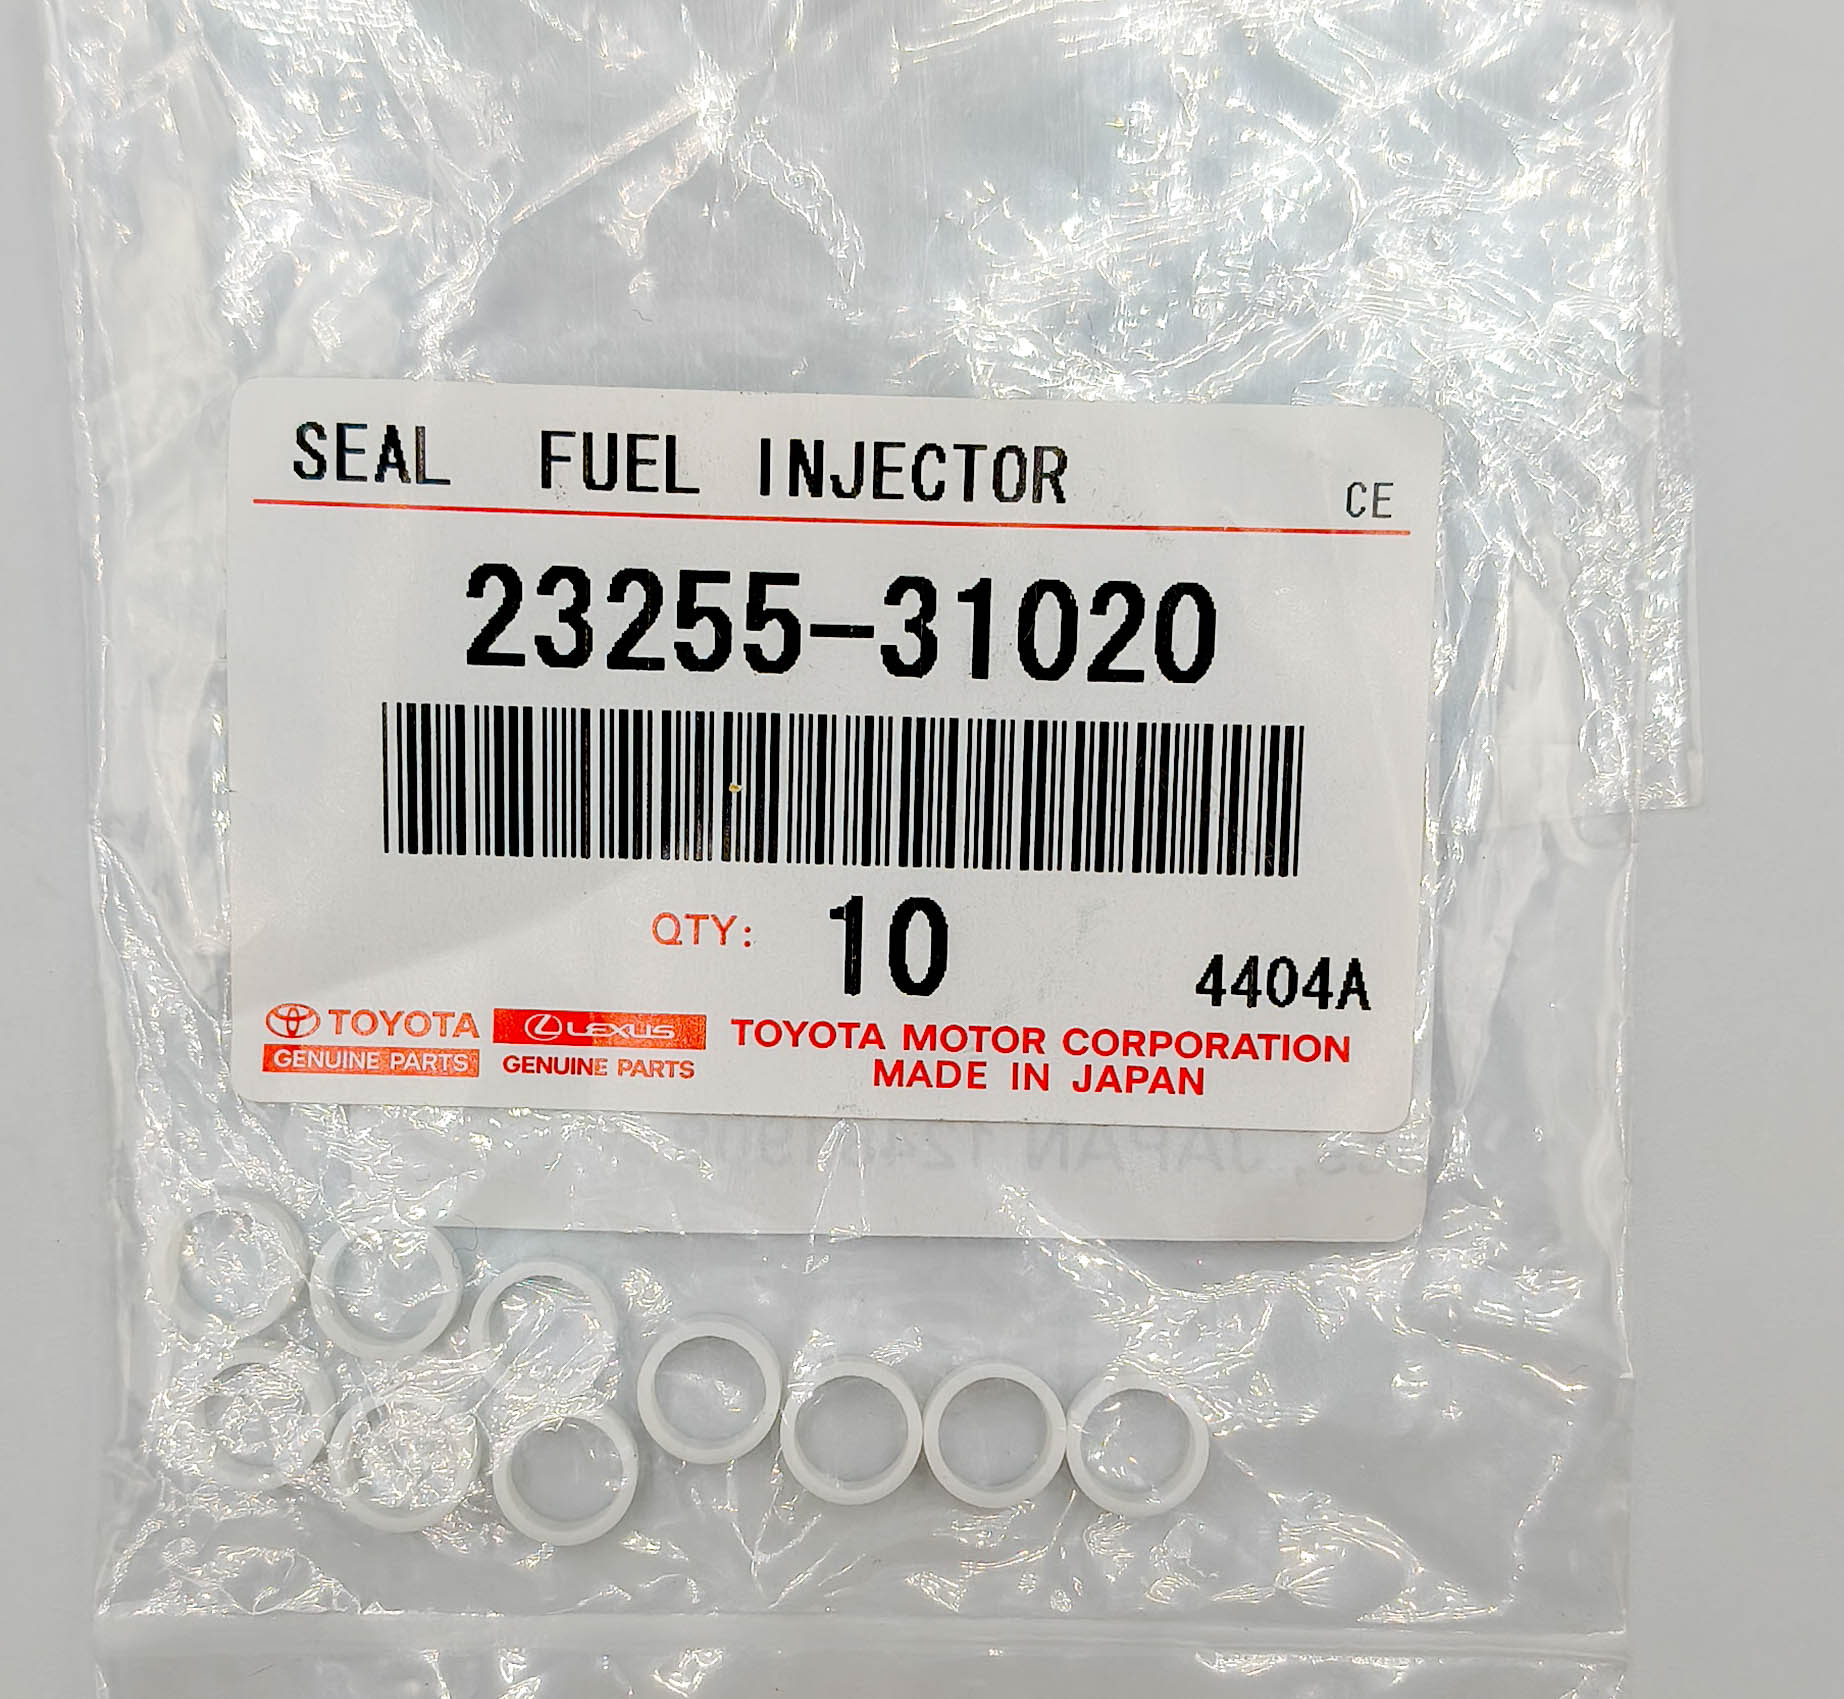 SEAL FUEL INJECTOR CE
23255-31020
QTY: 10
4404A
TOYOTA LEXUS TOYOTA MOTOR CORPORATION
GENUINE PARTS GENUINE PARTS MADE IN JAPAN
JAPAN